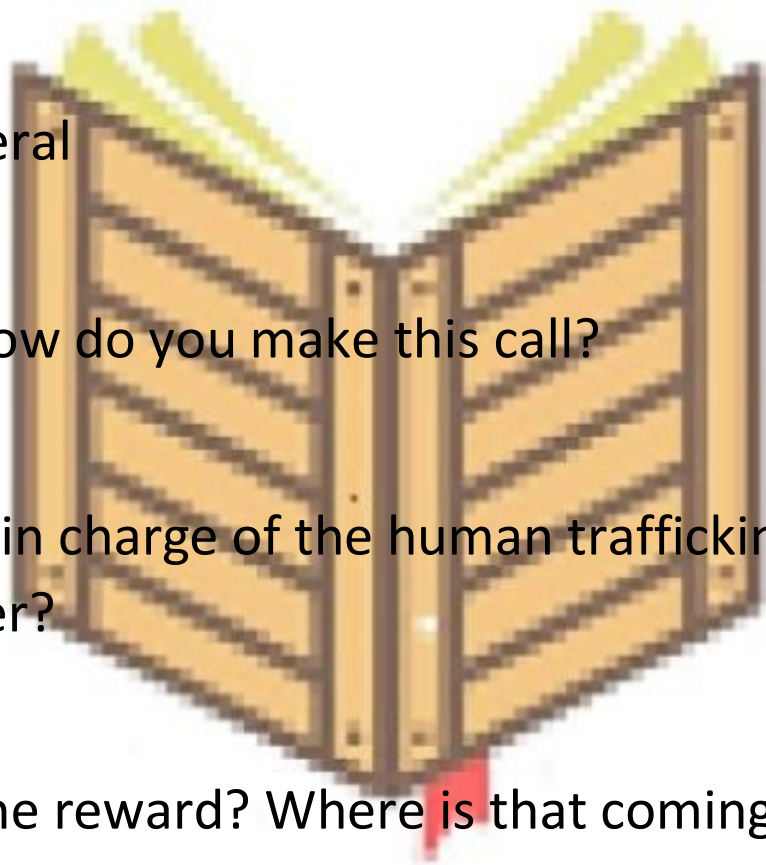 eral
ow do you make this call?
in charge of the human traffickin
er?
ne reward? Where is that coming